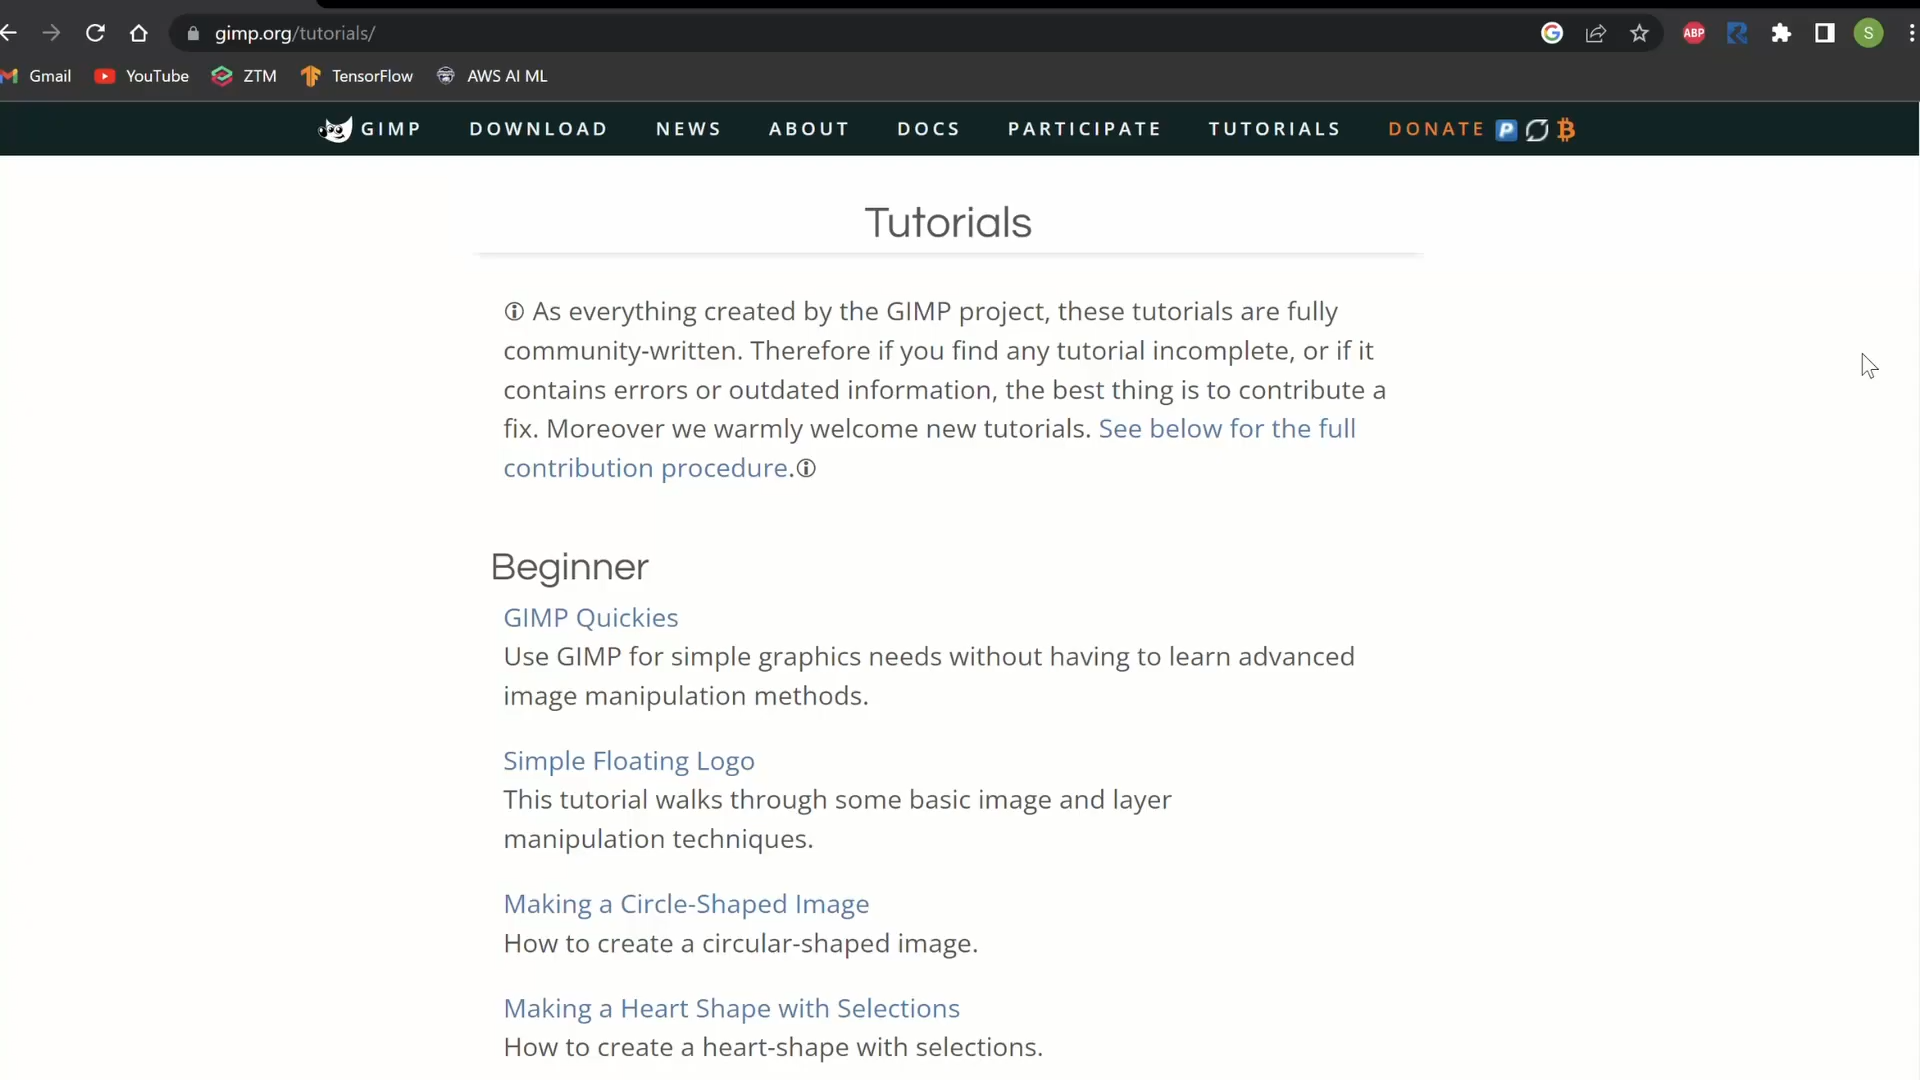 gimp.org/tutorials/
ABP
S
Gmail
YouTube
ZTM
TensorFlow
AWS AI ML
GIMP
DOWNLOAD
NEWS
ABOUT
DOCS
PARTICIPATE
TUTORIALS
DONATE
Tutorials
ⓘ As everything created by the GIMP project, these tutorials are fully
community-written. Therefore if you find any tutorial incomplete, or if it
contains errors or outdated information, the best thing is to contribute a
fix. Moreover we warmly welcome new tutorials. See below for the full
contribution procedure.ⓘ
Beginner
GIMP Quickies
Use GIMP for simple graphics needs without having to learn advanced
image manipulation methods.
Simple Floating Logo
This tutorial walks through some basic image and layer
manipulation techniques.
Making a Circle-Shaped Image
How to create a circular-shaped image.
Making a Heart Shape with Selections
How to create a heart-shape with selections.